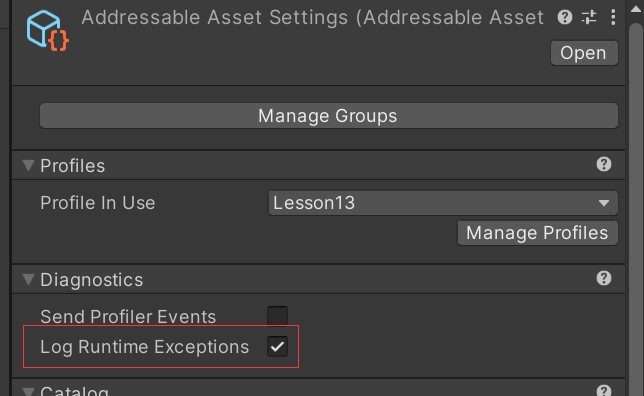 Addressable Asset Settings (Addressable Asset
Open
Manage Groups
Profiles
Profile In Use
Lesson13
Manage Profiles
Diagnostics
Send Profiler Events
Log Runtime Exceptions
Catalog